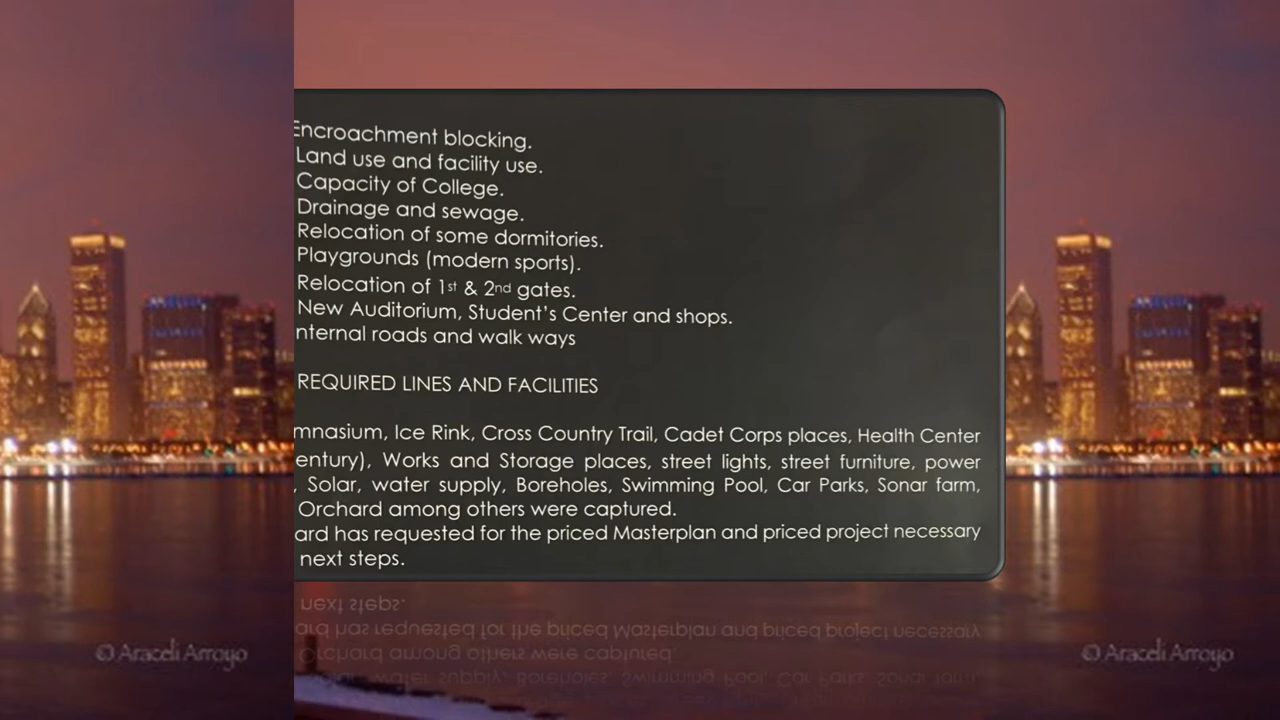 Encroachment blocking.
Land use and facility use.
Capacity of College.
Drainage and sewage.
Relocation of some dormitories.
Playgrounds (modern sports).
Relocation of 1st & 2nd gates.
New Auditorium, Student's Center and shops.
nternal roads and walk ways
REQUIRED LINES AND FACILITIES
mnasium, Ice Rink, Cross Country Trail, Cadet Corps places, Health Center
entury), Works and Storage places, street lights, street furniture, power
, Solar, water supply, Boreholes, Swimming Pool, Car Parks, Sonar farm,
Orchard among others were captured.
ard has requested for the priced Masterplan and priced project necessary
next steps.
© Araceli Arroyo
© Araceli Arroyo